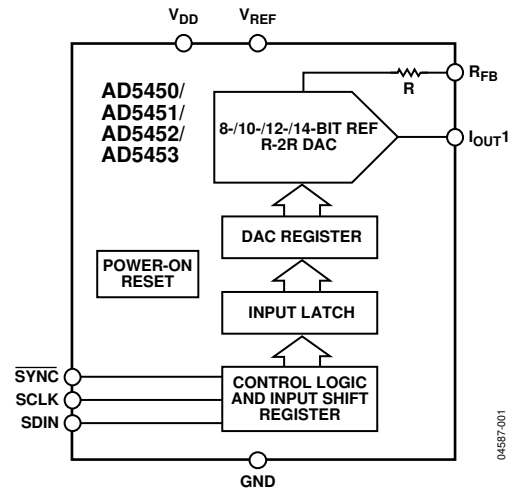 VDD
VREF
AD5450/
AD5451/
AD5452/
AD5453
RFB
R
8-/10-/12-/14-BIT REF
R-2R DAC
IOUT1
DAC REGISTER
POWER-ON
RESET
INPUT LATCH
SYNC
SCLK
SDIN
CONTROL LOGIC
AND INPUT SHIFT
REGISTER
GND
04587-001